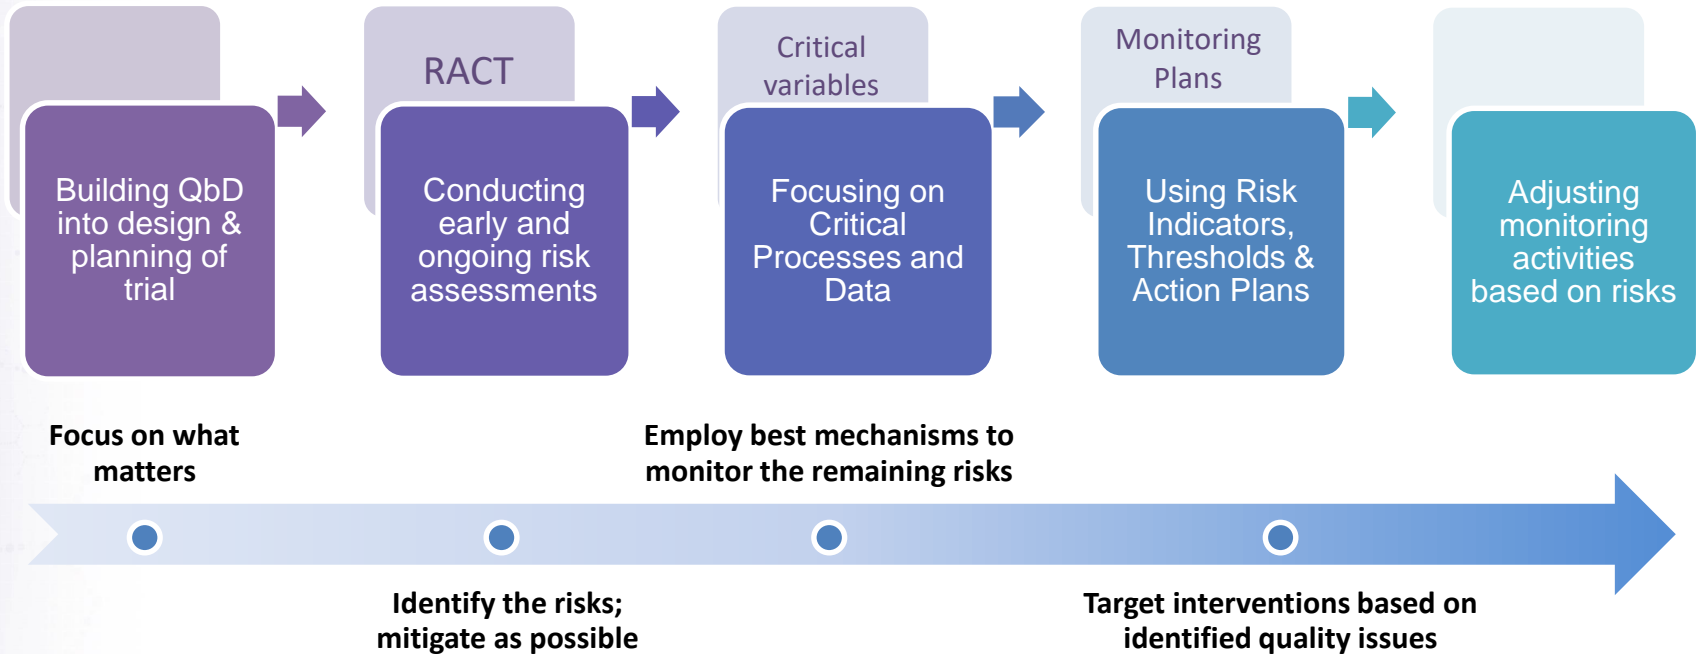 RACT
Critical
variables
Monitoring
Plans
Building QbD
into design &
planning of
trial
Conducting
early and
ongoing risk
assessments
Focusing on
Critical
Processes and
Data
Using Risk
Indicators,
Thresholds &
Action Plans
Adjusting
monitoring
activities
based on risks
Focus on what
matters
Employ best mechanisms to
monitor the remaining risks
Identify the risks;
mitigate as possible
Target interventions based on
identified quality issues